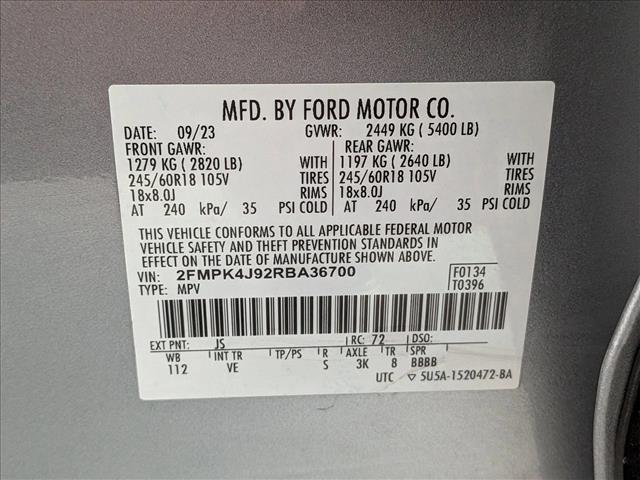 MFD. BY FORD MOTOR CO.
DATE: 09/23 GVWR: 2449 KG ( 5400 LB)
FRONT GAWR: REAR GAWR:
1279 KG ( 2820 LB) WITH 1197 KG ( 2640 LB) WITH
245/60R18 105V TIRES 245/60R18 105V TIRES
18x8.0J RIMS 18x8.0J RIMS
AT 240 kPa/ 35 PSI COLD AT 240 kPa/ 35 PSI COLD
THIS VEHICLE CONFORMS TO ALL APPLICABLE FEDERAL MOTOR
VEHICLE SAFETY AND THEFT PREVENTION STANDARDS IN
EFFECT ON THE DATE OF MANUFACTURE SHOWN ABOVE.
VIN: 2FMPK4J92RBA36700 F0134
TYPE: MPV T0396
EXT PNT: JS RC: 72 DSO:
WB INT TR TP/PS R AXLE TR SPR
112 VE S 3K 8 BBBB
UTC ▽ 5U5A-1520472-BA